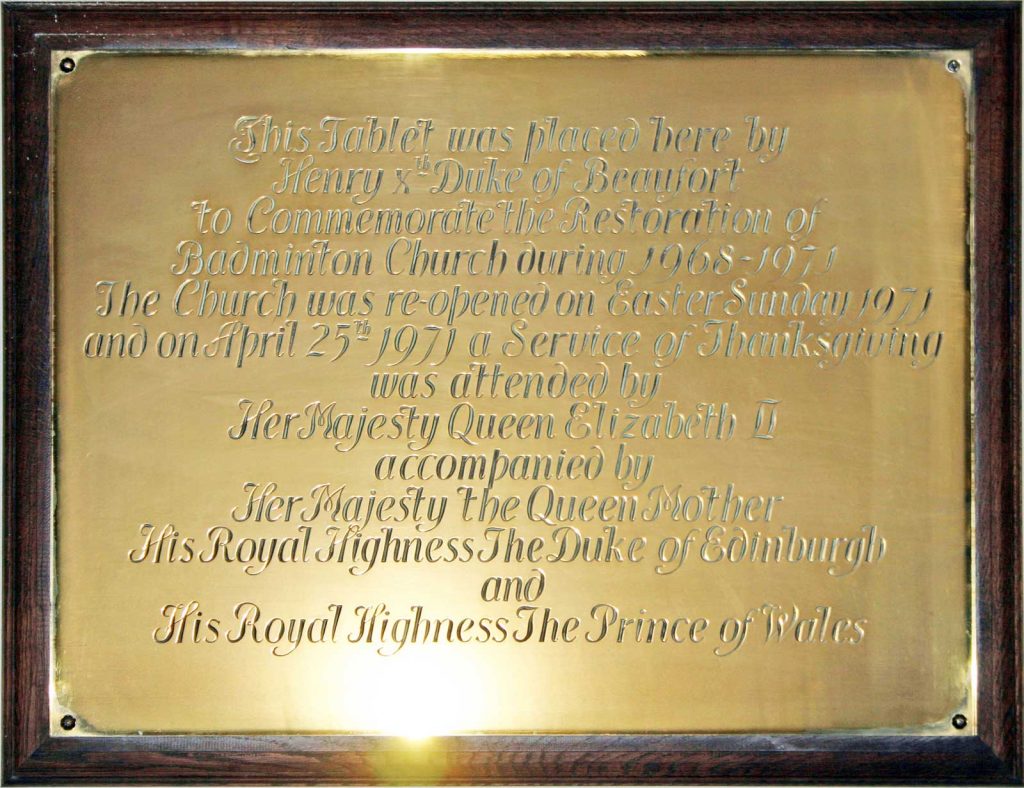 This Tablet was placed here by
Henry xth Duke of Beaufort
to Commemorate the Restoration of
Badminton Church during 1968-1971
The Church was re-opened on Easter Sunday 1971
and on April 25th 1971 a Service of Thanksgiving
was attended by
Her Majesty Queen Elizabeth II
accompanied by
Her Majesty the Queen Mother
His Royal Highness The Duke of Edinburgh
and
His Royal Highness The Prince of Wales